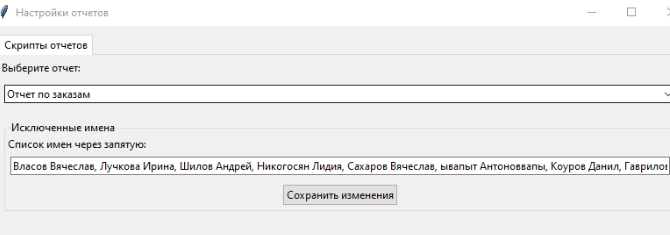 Настройки отчетов
Скрипты отчетов
Выберите отчет:
Отчет по заказам
Исключенные имена
Список имен через запятую:
Власов Вячеслав, Лучкова Ирина, Шилов Андрей, Никогосян Лидия, Сахаров Вячеслав, ывапыт Антоноввапы, Коуров Данил, Гаврилов
Сохранить изменения